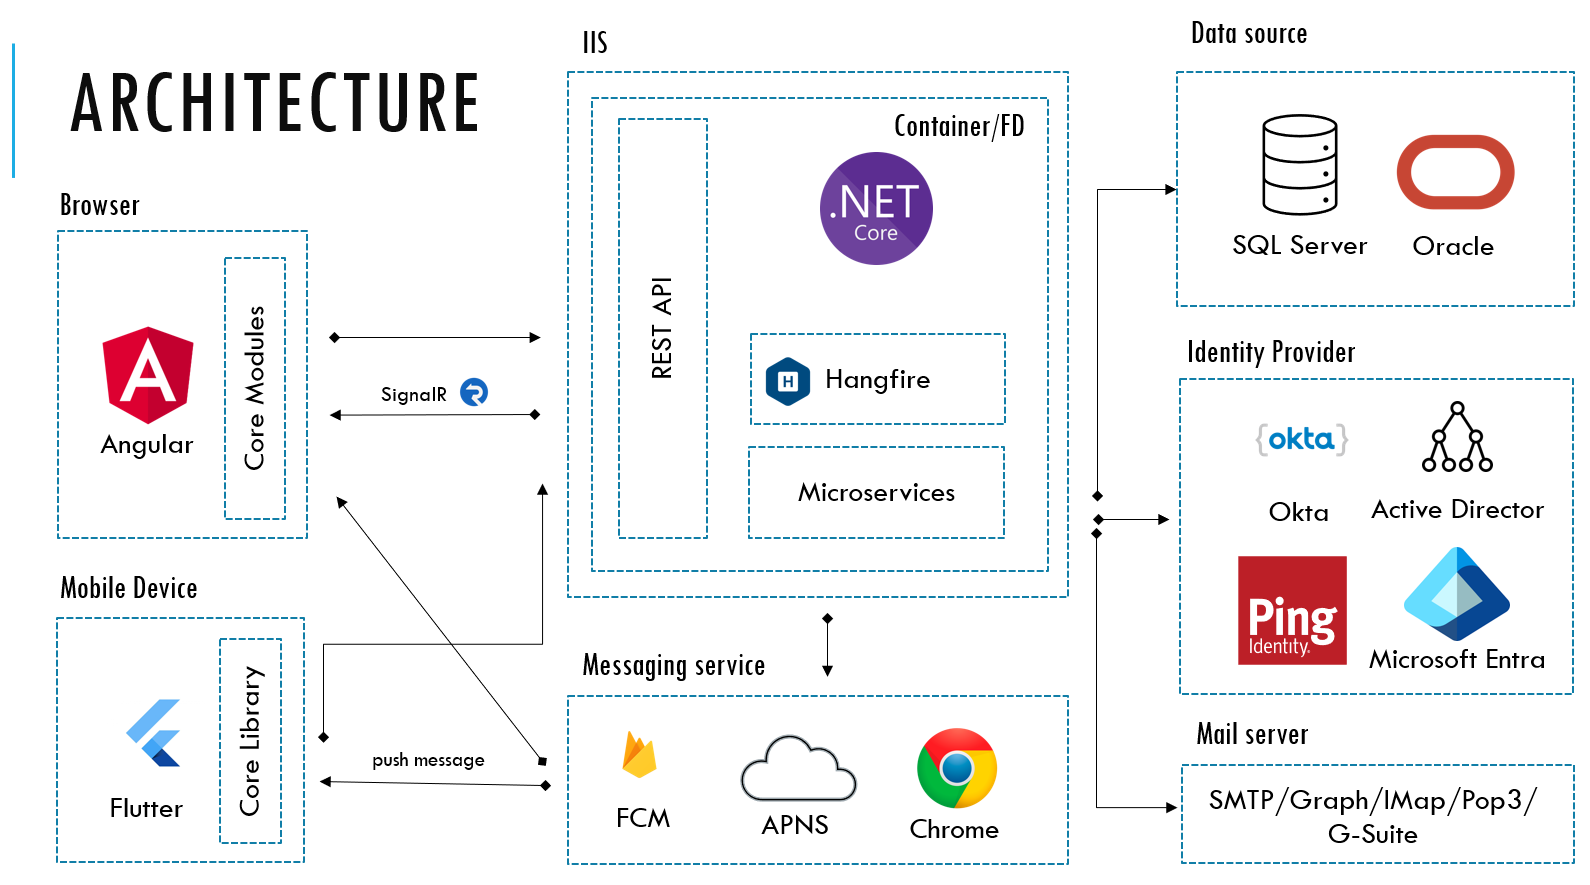 ARCHITECTURE
Browser
Angular
Core Modules
SignalR
Mobile Device
Flutter
Core Library
push message
IIS
Container/FD
REST API
.NET
Core
H
Hangfire
Microservices
Messaging service
FCM
APNS
Chrome
Data source
SQL Server
Oracle
Identity Provider
{okta}
Okta
Active Director
Ping
Identity.
Microsoft Entra
Mail server
SMTP/Graph/IMap/Pop3/
G-Suite